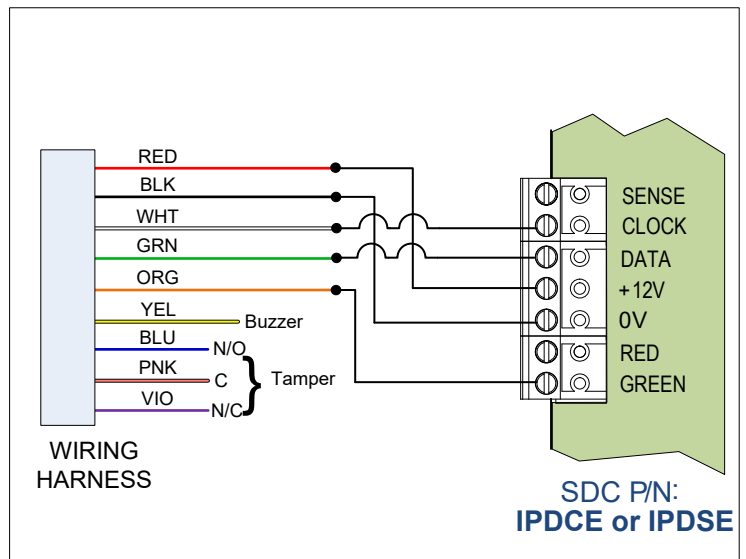 RED
BLK
WHT
GRN
ORG
YEL
Buzzer
BLU
N/O
PNK
C
Tamper
VIO
N/C
WIRING
HARNESS
SENSE
CLOCK
DATA
+12V
0V
RED
GREEN
SDC P/N:
IPDCE or IPDSE